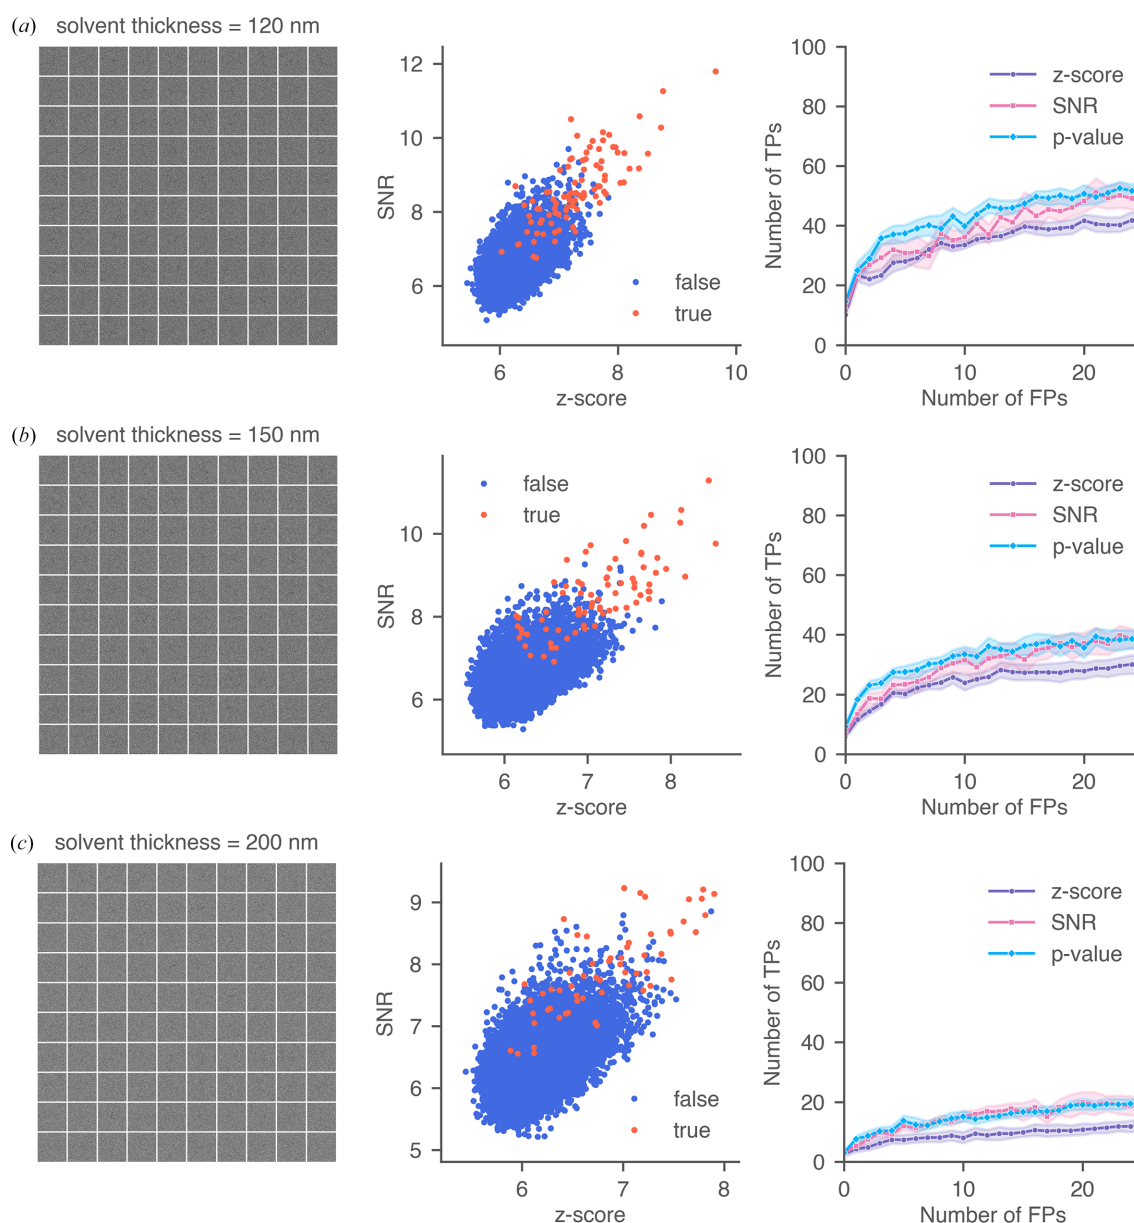 (a) solvent thickness = 120 nm
SNR
12
10
8
6
false
true
6
8
10
z-score
Number of TPs
100
80
60
40
20
0
z-score
SNR
p-value
0
10
20
Number of FPs
(b) solvent thickness = 150 nm
SNR
10
8
6
false
true
6
7
8
z-score
Number of TPs
100
80
60
40
20
0
z-score
SNR
p-value
0
10
20
Number of FPs
(c) solvent thickness = 200 nm
SNR
9
8
7
6
5
false
true
6
7
8
z-score
Number of TPs
100
80
60
40
20
0
z-score
SNR
p-value
0
10
20
Number of FPs